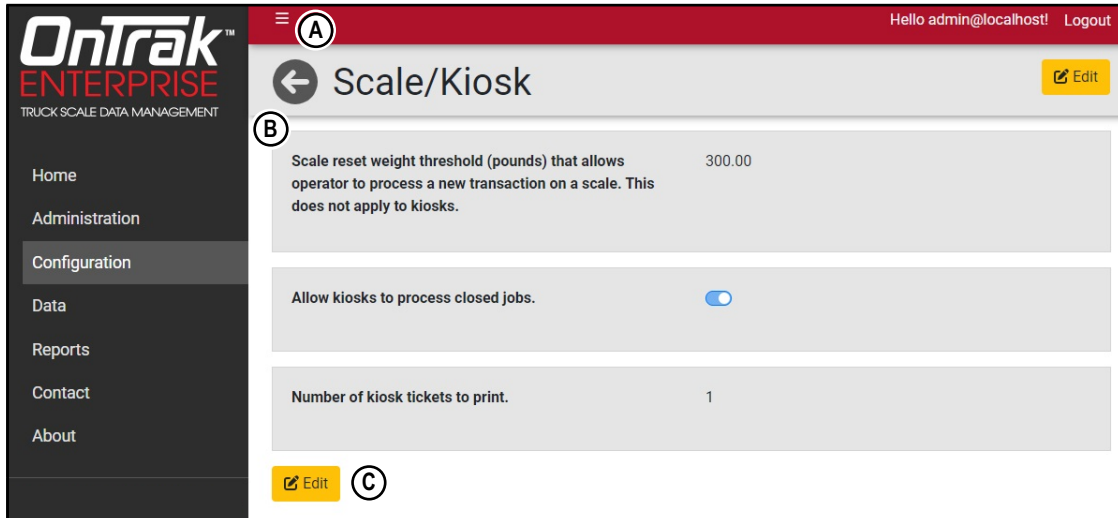 OnTrak™
ENTERPRISE
TRUCK SCALE DATA MANAGEMENT
Home
Administration
Configuration
Data
Reports
Contact
About
A
Hello admin@localhost! Logout
Scale/Kiosk
Edit
B
Scale reset weight threshold (pounds) that allows
operator to process a new transaction on a scale. This
does not apply to kiosks.
300.00
Allow kiosks to process closed jobs.
Number of kiosk tickets to print.
1
Edit
C